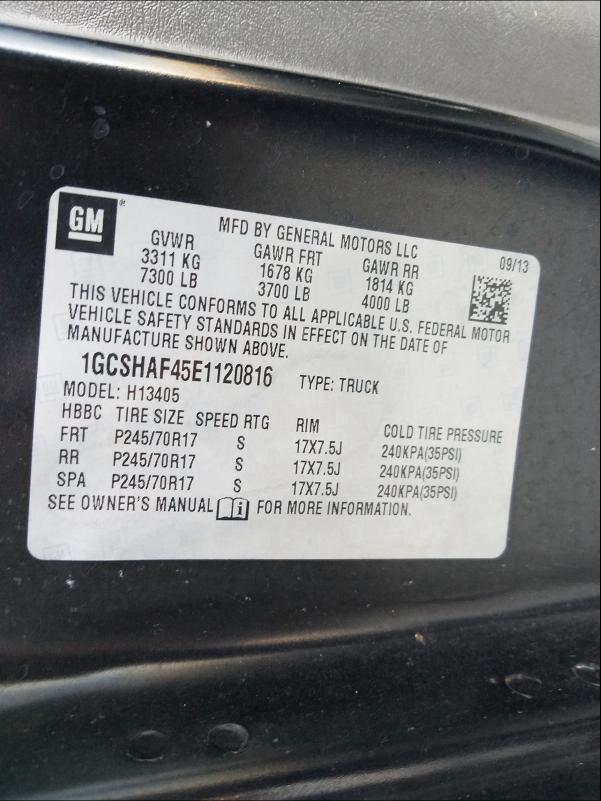 GM
MFD BY GENERAL MOTORS LLC
09/13
GVWR GAWR FRT GAWR RR
3311 KG 1678 KG 1814 KG
7300 LB 3700 LB 4000 LB
THIS VEHICLE CONFORMS TO ALL APPLICABLE U.S. FEDERAL MOTOR
VEHICLE SAFETY STANDARDS IN EFFECT ON THE DATE OF
MANUFACTURE SHOWN ABOVE.
1GCSHAF45E1120816 TYPE: TRUCK
MODEL: H13405
HBBC TIRE SIZE SPEED RTG RIM COLD TIRE PRESSURE
FRT P245/70R17 S 17X7.5J 240KPA(35PSI)
RR P245/70R17 S 17X7.5J 240KPA(35PSI)
SPA P245/70R17 S 17X7.5J 240KPA(35PSI)
SEE OWNER'S MANUAL i FOR MORE INFORMATION.